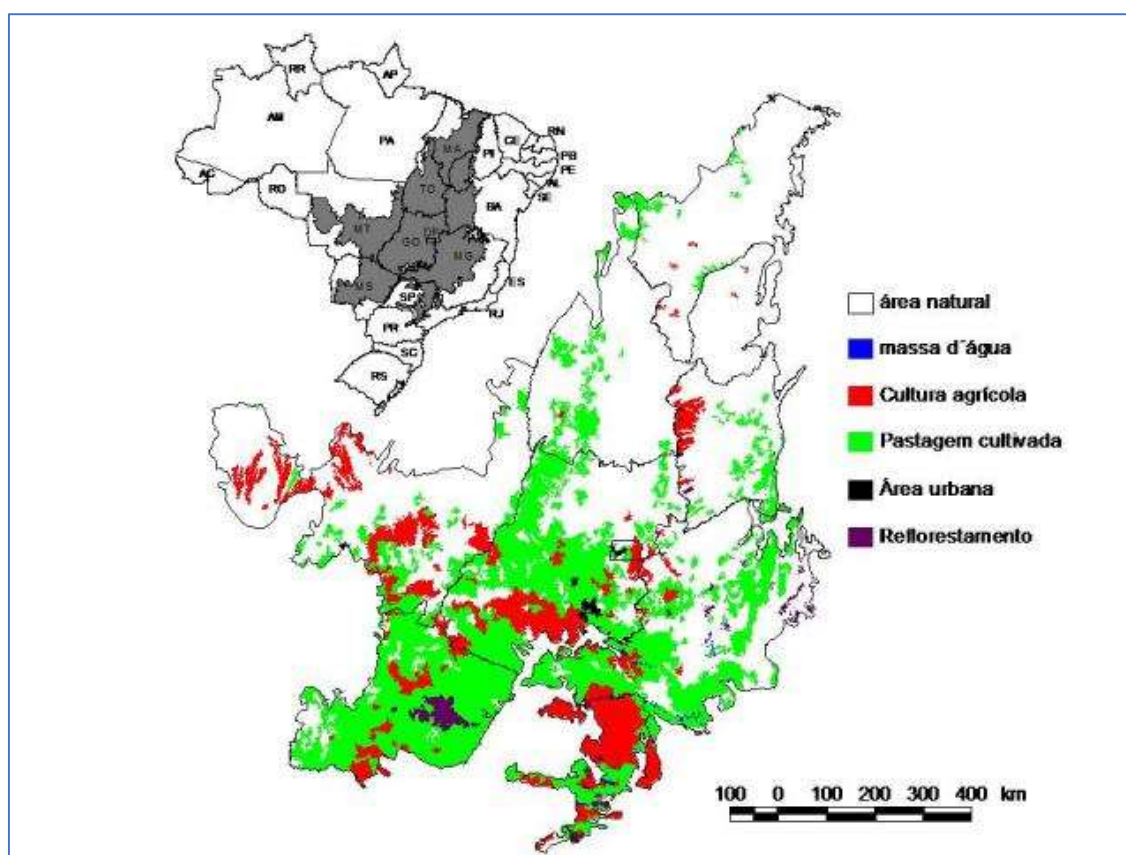 RR
AP
AM
PA
MA
CE
RN
PI
PB
PE
AC
AL
TO
SE
RO
BA
MT
DF
GO
MG
MS
ES
SP
RJ
PR
SC
RS
área natural
massa d´água
Cultura agrícola
Pastagem cultivada
Área urbana
Reflorestamento
100 0 100 200 300 400 km